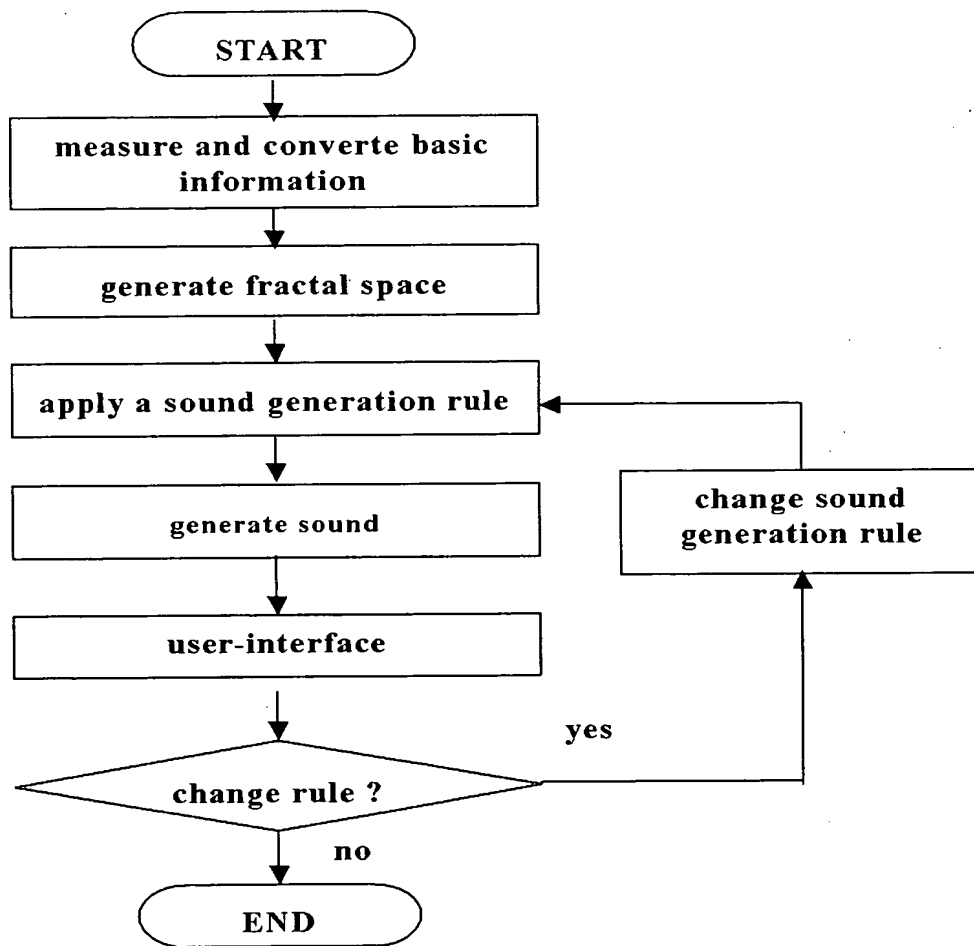 START
measure and converte basic
information
generate fractal space
apply a sound generation rule
generate sound
change sound
generation rule
user-interface
yes
change rule ?
no
END